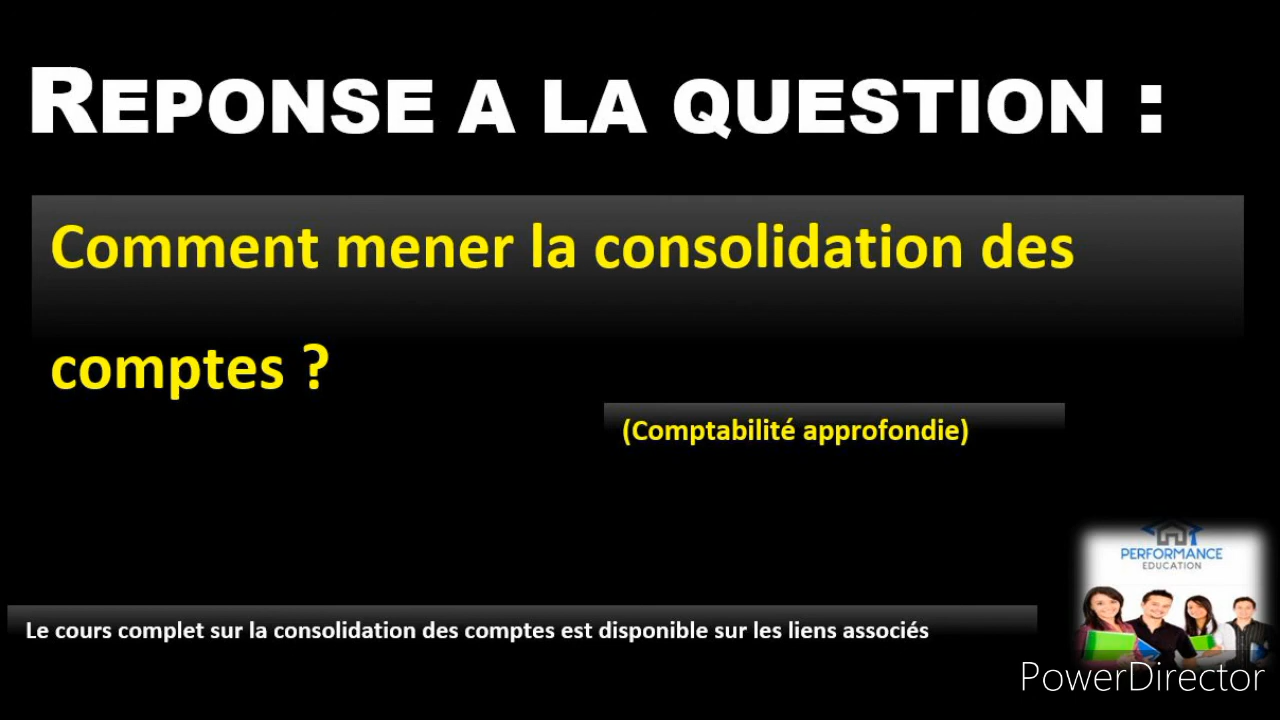 REPONSE A LA QUESTION :
Comment mener la consolidation des
comptes ?
(Comptabilité approfondie)
PERFORMANCE
EDUCATION
Le cours complet sur la consolidation des comptes est disponible sur les liens associés
PowerDirector